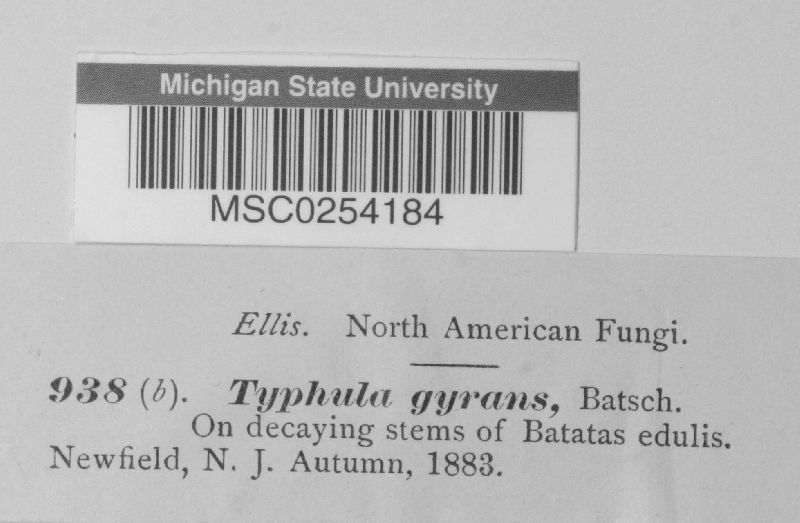 Michigan State University
MSC0254184
Ellis. North American Fungi.
938 (b). Typhula gyrans, Batsch.
On decaying stems of Batatas edulis.
Newfield, N. J. Autumn, 1883.